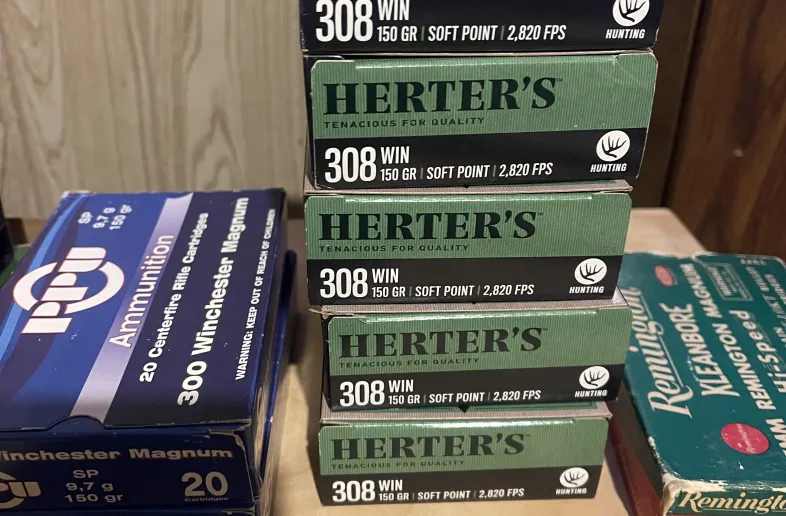 308 WIN
150 GR | SOFT POINT | 2,820 FPS
HUNTING
HERTER'S™
TENACIOUS FOR QUALITY
308 WIN
150 GR | SOFT POINT | 2,820 FPS
HUNTING
HERTER'S™
TENACIOUS FOR QUALITY
308 WIN
150 GR | SOFT POINT | 2,820 FPS
HUNTING
HERTER'S™
TENACIOUS FOR QUALITY
308 WIN
150 GR | SOFT POINT | 2,820 FPS
HUNTING
HERTER'S™
TENACIOUS FOR QUALITY
308 WIN
150 GR | SOFT POINT | 2,820 FPS
HUNTING
PPU
SP
9,7 g
150 gr
Ammunition
20 Centerfire Rifle Cartridges
300 Winchester Magnum
WARNING: KEEP OUT OF REACH OF CHILDREN
Winchester Magnum
SP
9,7 g
150 gr
20
Cartridges
Remington
KLEANBORE
REMINGTON MAGNUM
HI-SPEED
Remington